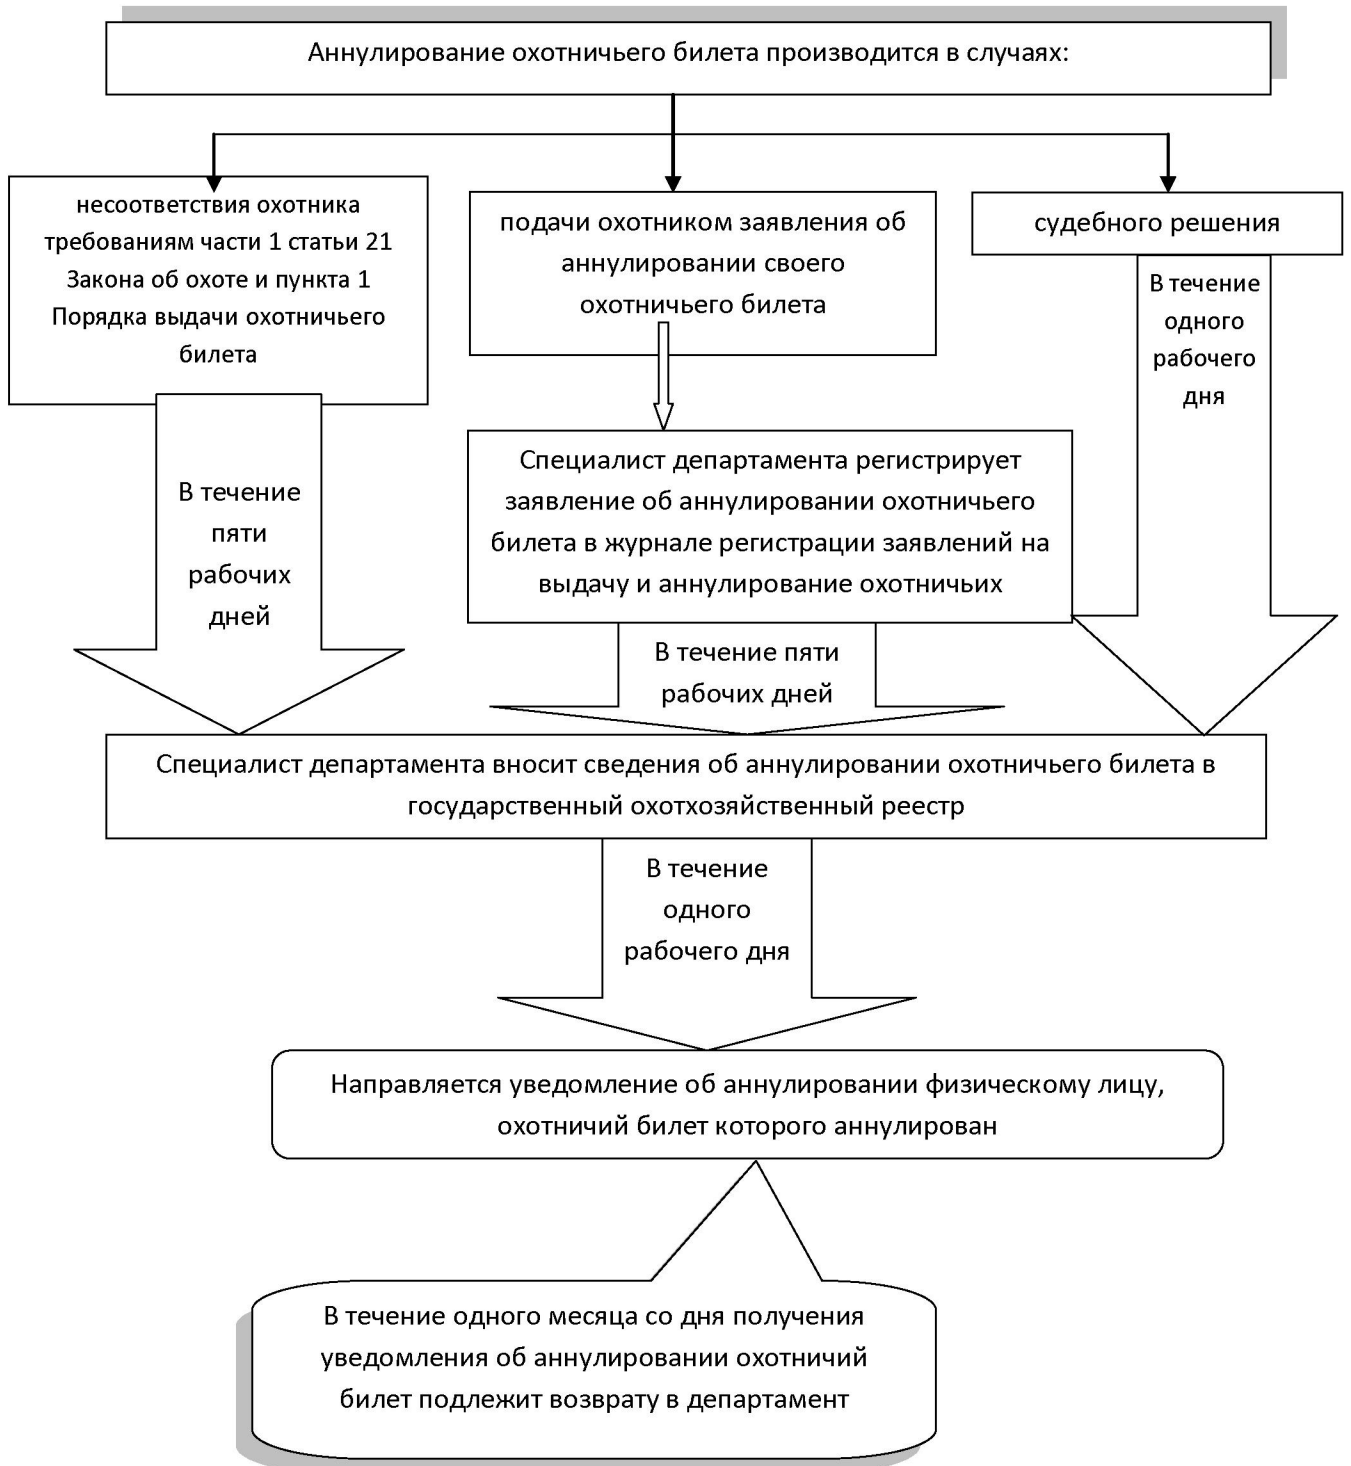 Аннулирование охотничьего билета производится в случаях:
несоответствия охотника
требованиям части 1 статьи 21
Закона об охоте и пункта 1
Порядка выдачи охотничьего
билета
подачи охотником заявления об
аннулировании своего
охотничьего билета
судебного решения
В течение
одного
рабочего
дня
В течение
пяти
рабочих
дней
Специалист департамента регистрирует
заявление об аннулировании охотничьего
билета в журнале регистрации заявлений на
выдачу и аннулирование охотничьих
В течение пяти
рабочих дней
Специалист департамента вносит сведения об аннулировании охотничьего билета в
государственный охотхозяйственный реестр
В течение
одного
рабочего дня
Направляется уведомление об аннулировании физическому лицу,
охотничий билет которого аннулирован
В течение одного месяца со дня получения
уведомления об аннулировании охотничий
билет подлежит возврату в департамент